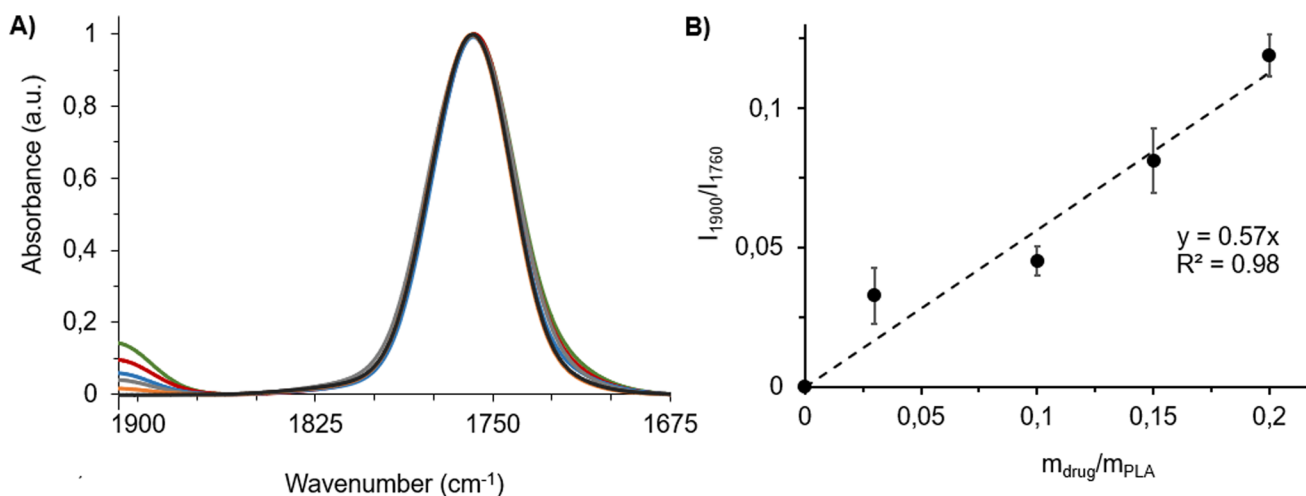 A)
Absorbance (a.u.)
1
0,8
0,6
0,4
0,2
0
1900 1825 1750 1675
Wavenumber (cm-1)
B)
I1900/I1760
0,1
0,05
0
y = 0.57x
R² = 0.98
0 0,05 0,1 0,15 0,2
mdrug/mPLA